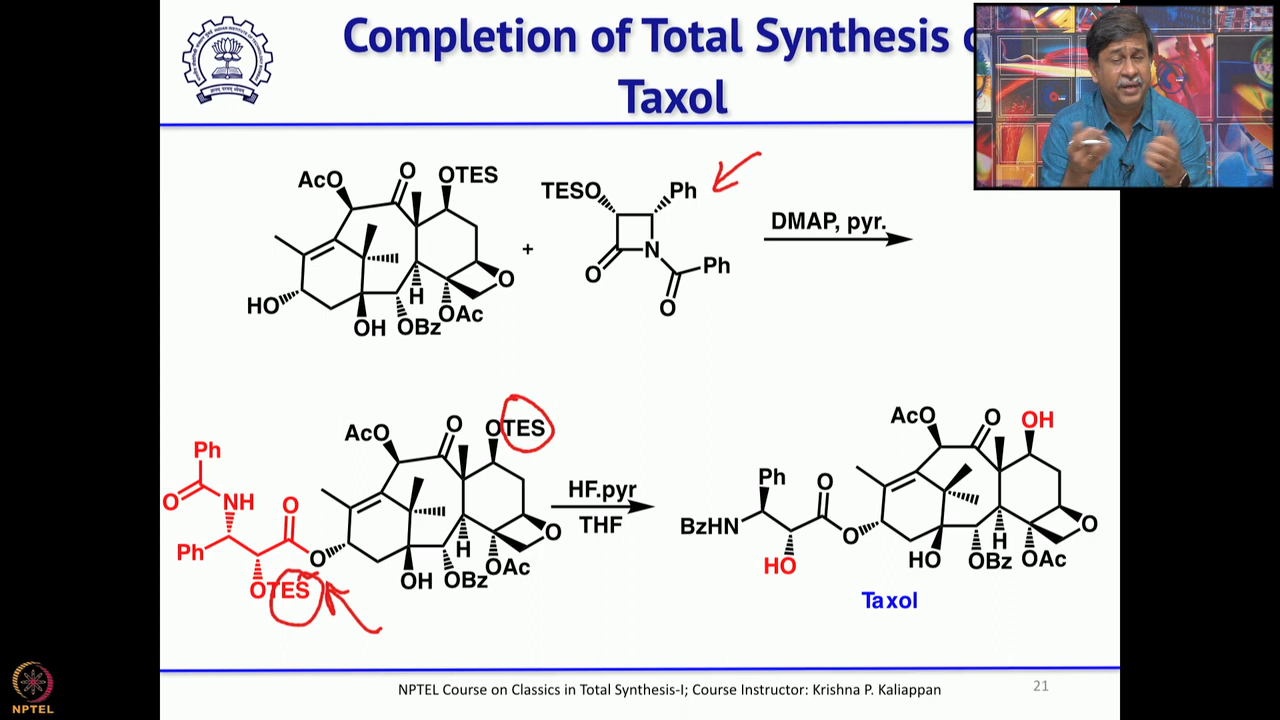 Completion of Total Synthesis
Taxol
AcO
O
OTES
TESO
Ph
DMAP, pyr.
+
N
O
Ph
O
O
HO
H
OH
OBz
OAc
Ph
O
NH
O
Ph
OTES
O
AcO
O
OTES
O
H
OH
OBz
OAc
HF.pyr
THF
AcO
O
OH
Ph
O
BzHN
HO
O
O
H
HO
OBz
OAc
Taxol
NPTEL Course on Classics in Total Synthesis-I; Course Instructor: Krishna P. Kaliappan
21
NPTEL